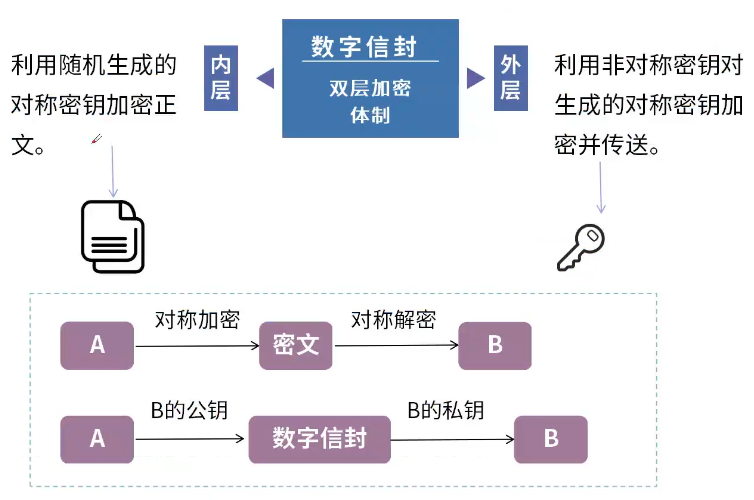 数字信封
双层加密
体制
内
层
利用随机生成的
对称密钥加密正
文。
外
层
利用非对称密钥对
生成的对称密钥加
密并传送。
A
对称加密
密文
对称解密
B
A
B的公钥
数字信封
B的私钥
B